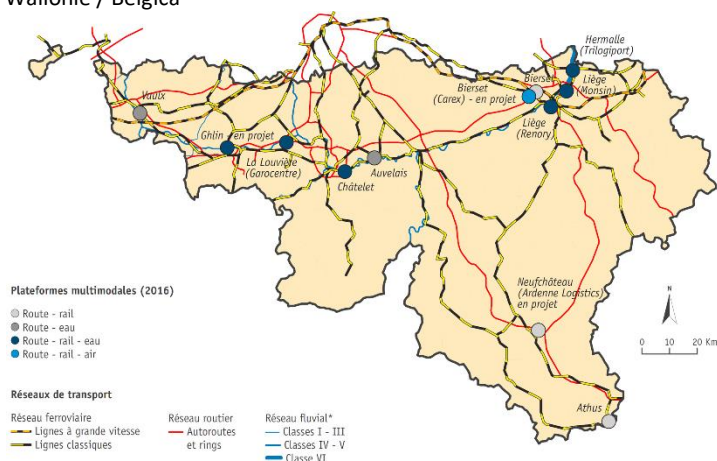 Wallonie / Belgica
Hermalle
(Trilogiport)
Bierset
Bierset
(Carex) - en projet
Liège
(Monsin)
Liège
(Renory)
Vaulx
Ghlin - en projet
La Louvière
(Garocentre)
Châtelet
Auvelais
Neufchâteau
(Ardenne Logistics)
en projet
Athus
N
0 10 20 Km
Plateformes multimodales (2016)
Route - rail
Route - eau
Route - rail - eau
Route - rail - air
Réseaux de transport
Réseau ferroviaire
Lignes à grande vitesse
Lignes classiques
Réseau routier
Autoroutes
et rings
Réseau fluvial*
Classes I - III
Classes IV - V
Classe VI